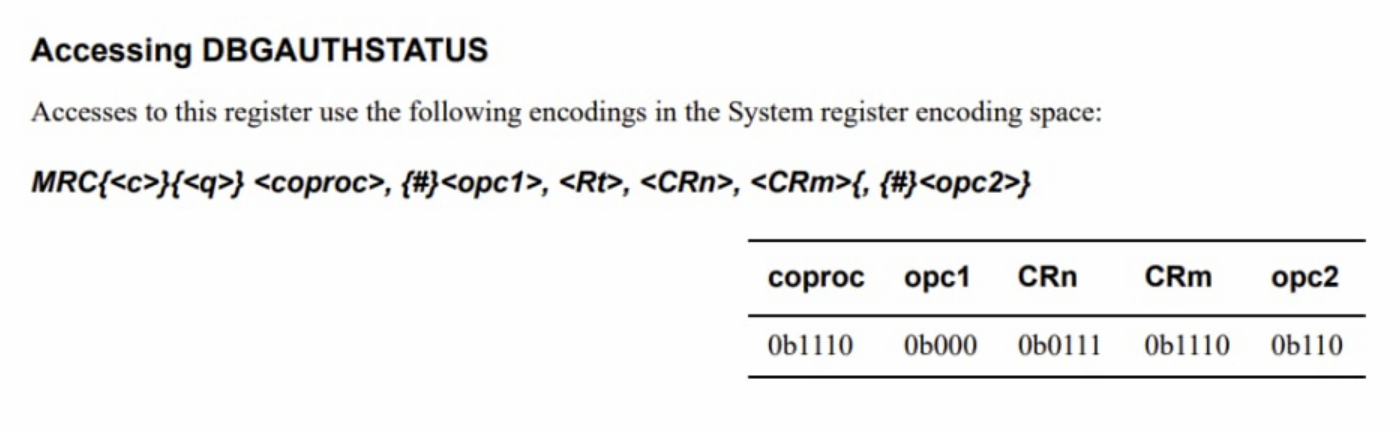 Accessing DBGAUTHSTATUS
Accesses to this register use the following encodings in the System register encoding space:
MRC{<c>}{<q>} <coproc>, {#}<opc1>, <Rt>, <CRn>, <CRm>{, {#}<opc2>}
coproc opc1 CRn CRm opc2
0b1110 0b000 0b0111 0b1110 0b110